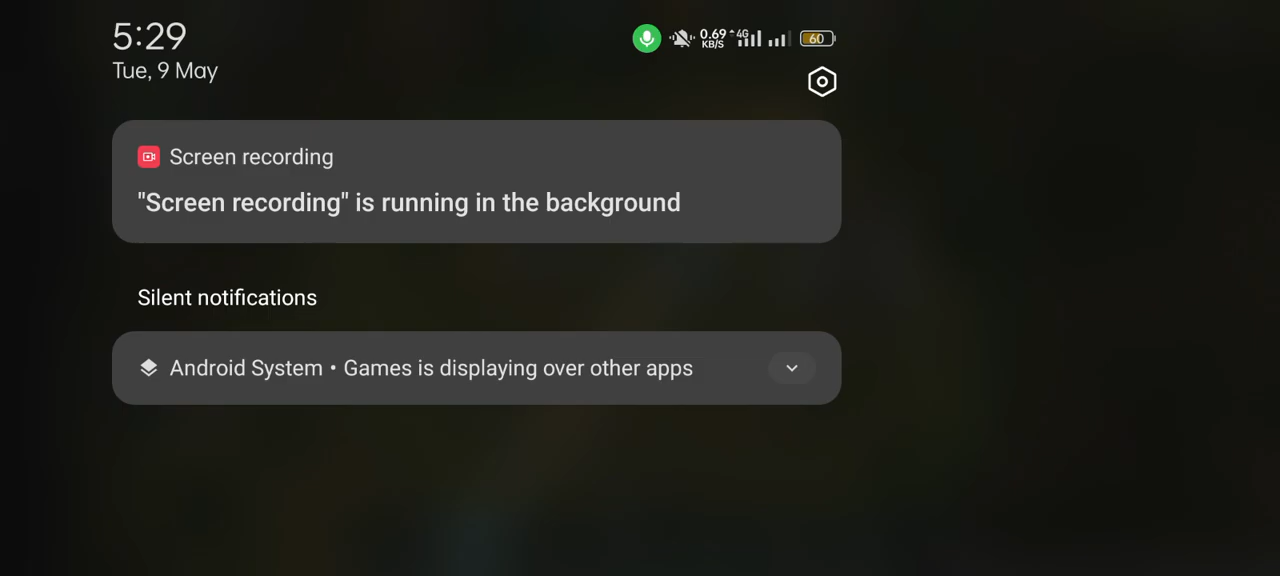 5:29
0.69 KB/S 4G 60
Tue, 9 May
Screen recording
"Screen recording" is running in the background
Silent notifications
Android System • Games is displaying over other apps